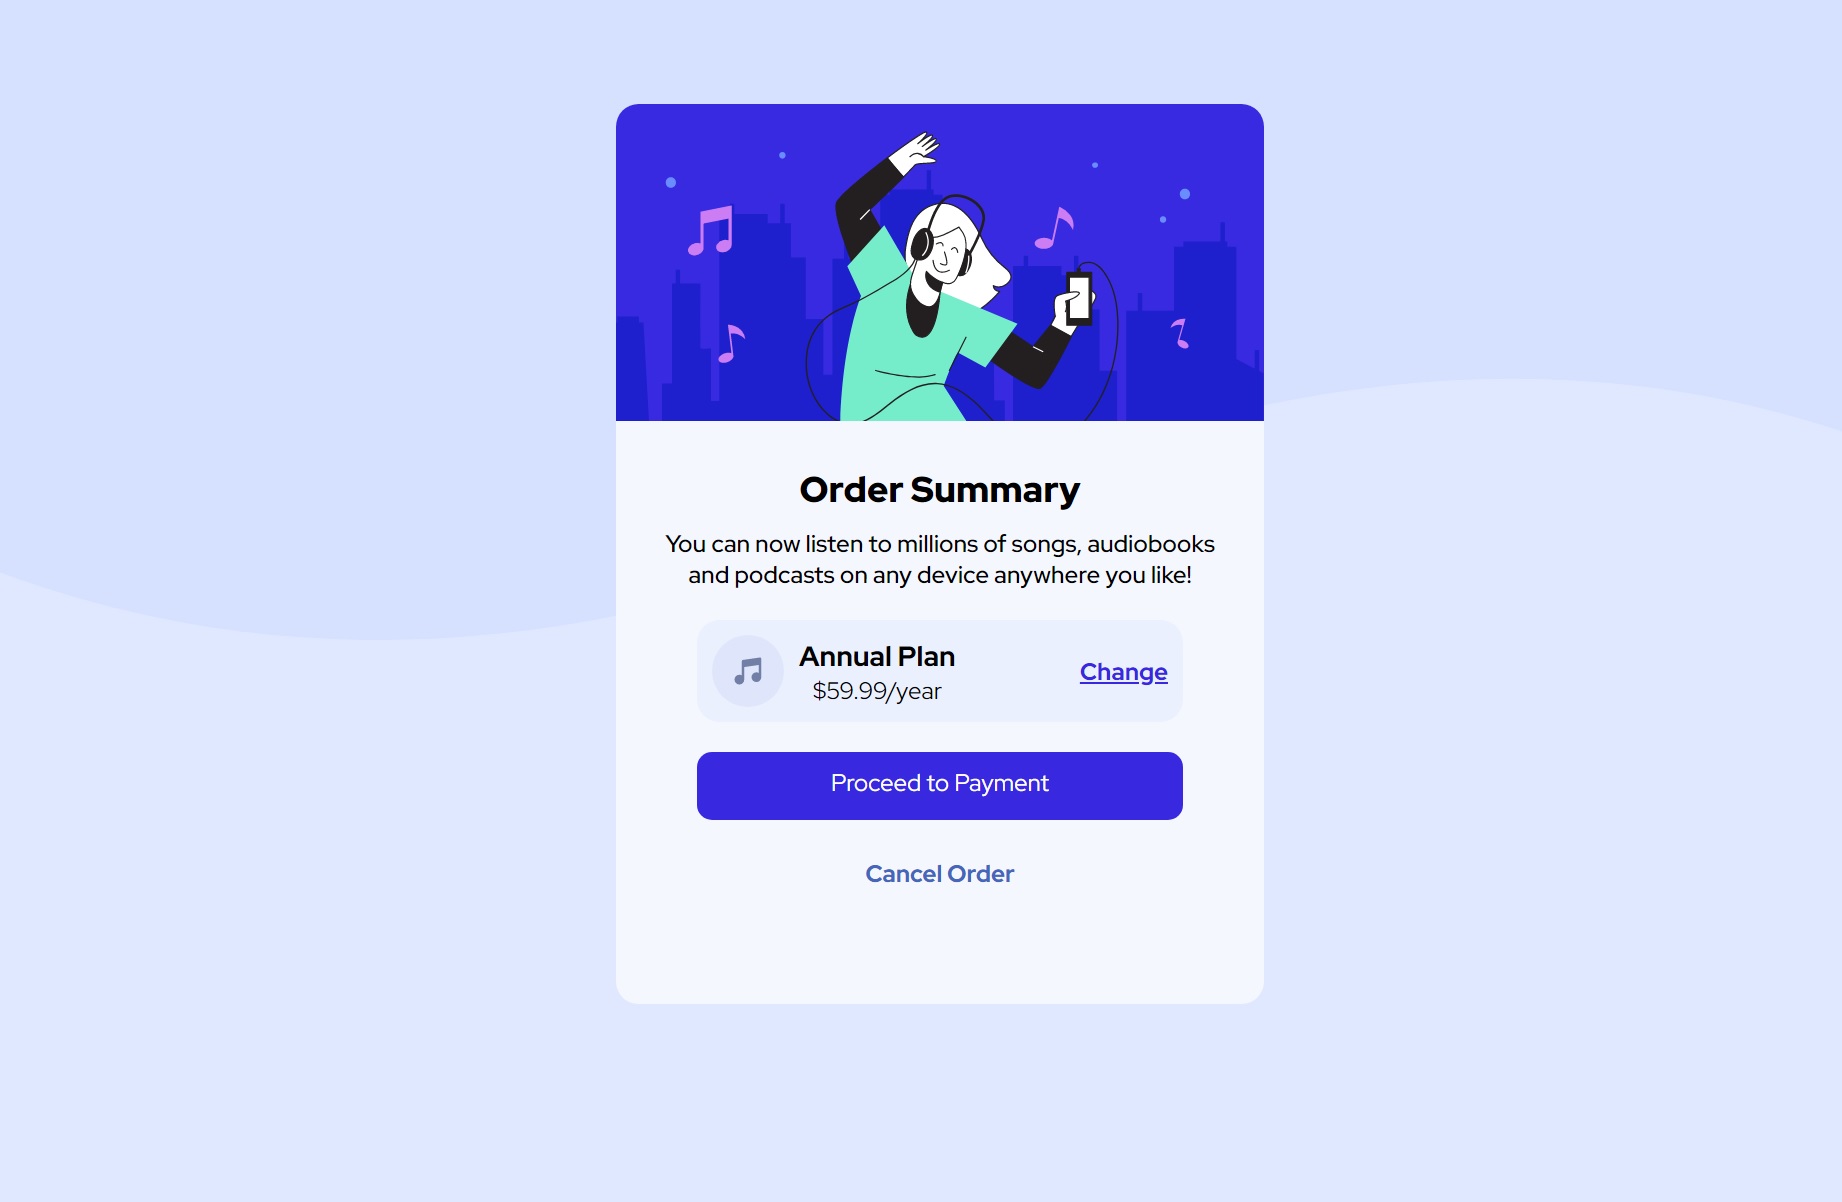 Order Summary
You can now listen to millions of songs, audiobooks
and podcasts on any device anywhere you like!
Annual Plan
$59.99/year
Change
Proceed to Payment
Cancel Order